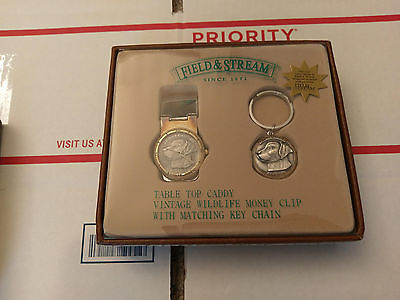 PRIORITY
FIELD & STREAM
SINCE 1871
VISIT US A
TABLE TOP CADDY
VINTAGE WILDLIFE MONEY CLIP
WITH MATCHING KEY CHAIN